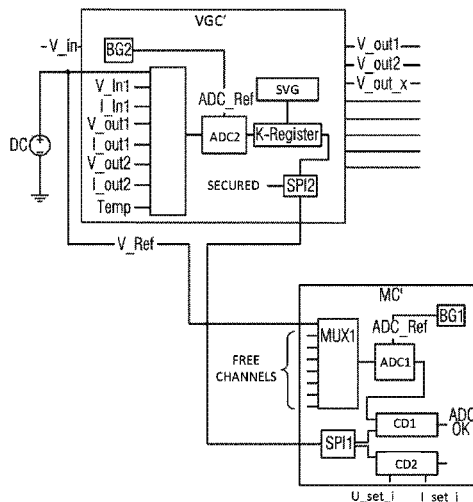 VGC'
V_in
BG2
V_out1
V_out2
V_out_x
V_In1
I_In1
V_out1
I_out1
V_out2
I_out2
Temp
ADC_Ref
SVG
ADC2
K-Register
DC
SECURED
SPI2
V_Ref
MC'
BG1
ADC_Ref
MUX1
ADC1
FREE
CHANNELS
CD1
ADC
OK
SPI1
CD2
U_set_i
I_set_i